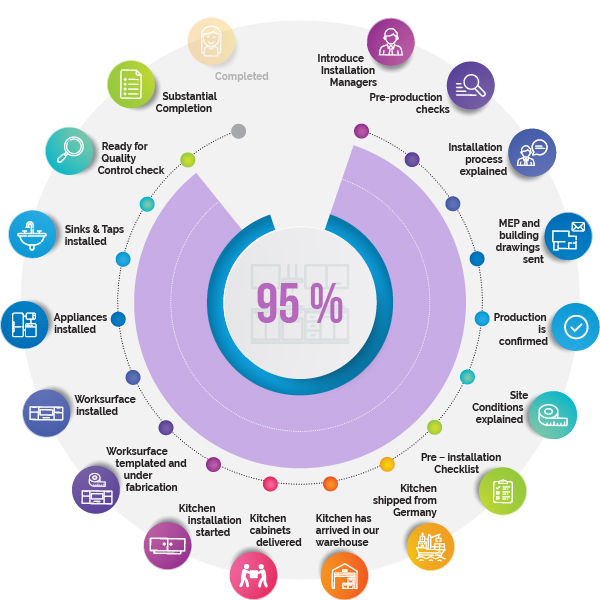 Introduce
Installation
Managers
Pre-production
checks
Installation
process
explained
MEP and
building
drawings
sent
Production
is
confirmed
Site
Conditions
explained
Pre – installation
Checklist
Kitchen
shipped from
Germany
Kitchen has
arrived in our
warehouse
Kitchen
cabinets
delivered
Kitchen
installation
started
Worksurface
templated and
under
fabrication
Worksurface
installed
Appliances
installed
Sinks & Taps
installed
Ready for
Quality
Control check
Substantial
Completion
Completed
95 %